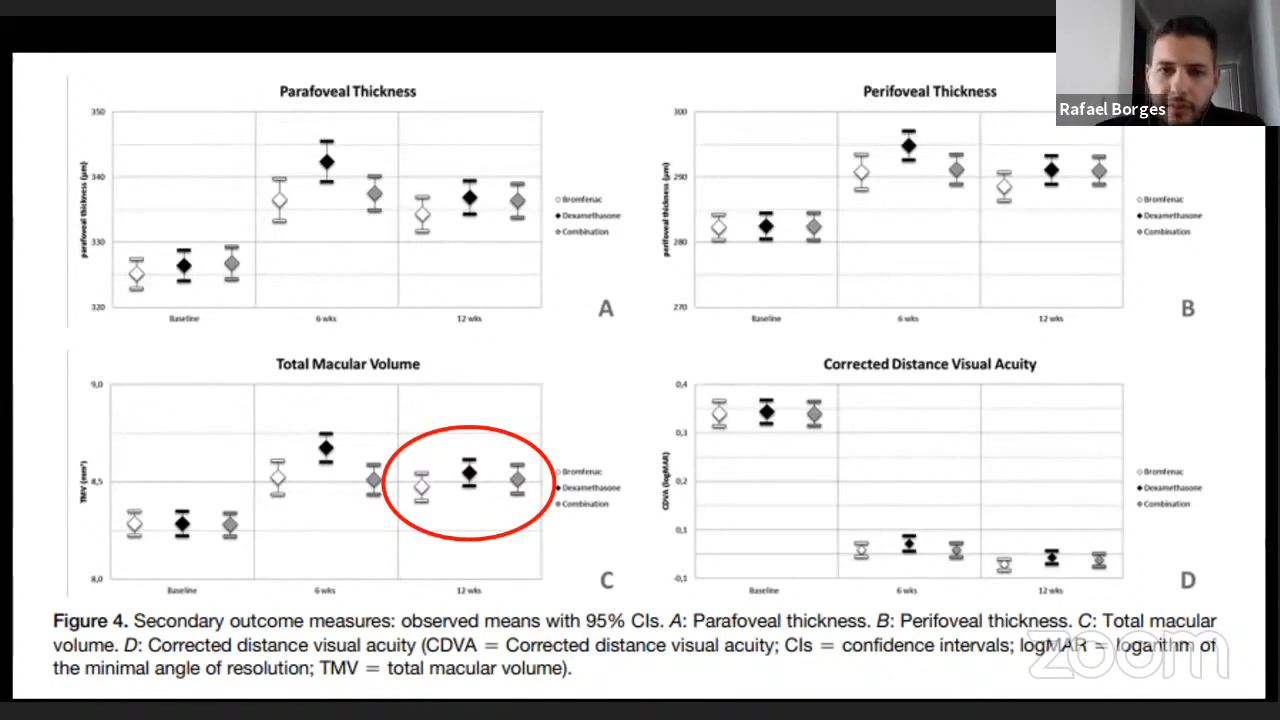 Rafael Borges
Parafoveal Thickness
350
340
330
320
parafoveal thickness (µm)
Baseline
6 wks
12 wks
Bromfenac
Dexamethasone
Combination
A
Perifoveal Thickness
300
290
280
270
perifoveal thickness (µm)
Baseline
6 wks
12 wks
Bromfenac
Dexamethasone
Combination
B
Total Macular Volume
9,0
8,5
8,0
TMV (mm³)
Baseline
6 wks
12 wks
Bromfenac
Dexamethasone
Combination
C
Corrected Distance Visual Acuity
0,4
0,3
0,2
0,1
-0,1
CDVA (logMAR)
Baseline
6 wks
12 wks
Bromfenac
Dexamethasone
Combination
D
Figure 4. Secondary outcome measures: observed means with 95% CIs. A: Parafoveal thickness. B: Perifoveal thickness. C: Total macular
volume. D: Corrected distance visual acuity (CDVA = Corrected distance visual acuity; CIs = confidence intervals; logMAR = logarithm of
the minimal angle of resolution; TMV = total macular volume).
zoom